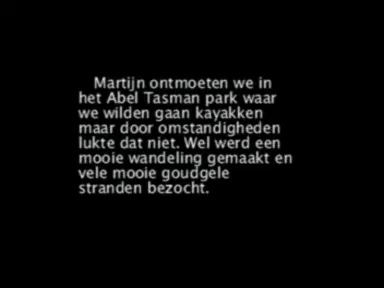 Martijn ontmoeten we in
het Abel Tasman park waar
we wilden gaan kayakken
maar door omstandigheden
lukte dat niet. Wel werd een
mooie wandeling gemaakt en
vele mooie goudgele
stranden bezocht.